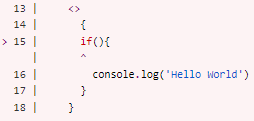 13 |     <>
14 |       {
> 15 |       if(){
   |       ^
16 |         console.log('Hello World')
17 |       }
18 |     }